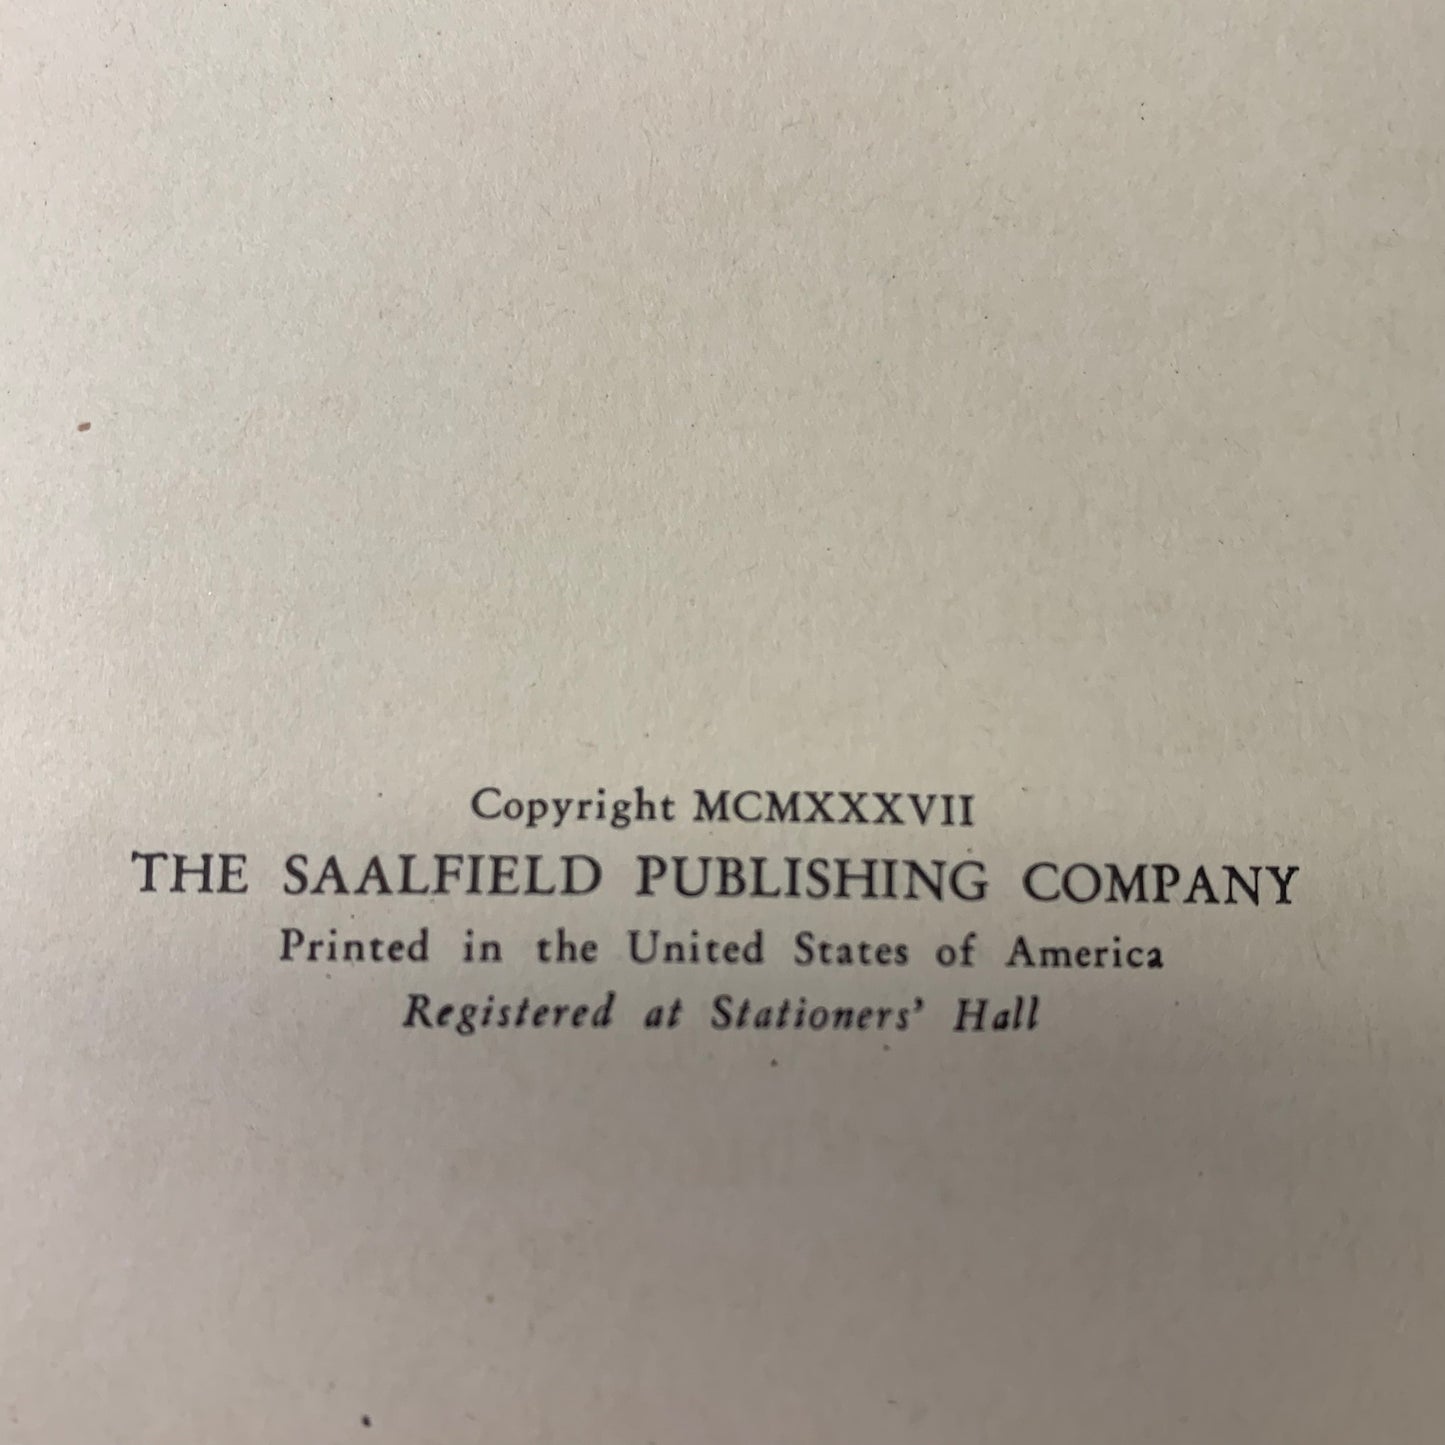 Copyright MCMXXXVII
THE SAALFIELD PUBLISHING COMPANY
Printed in the United States of America
Registered at Stationers’ Hall